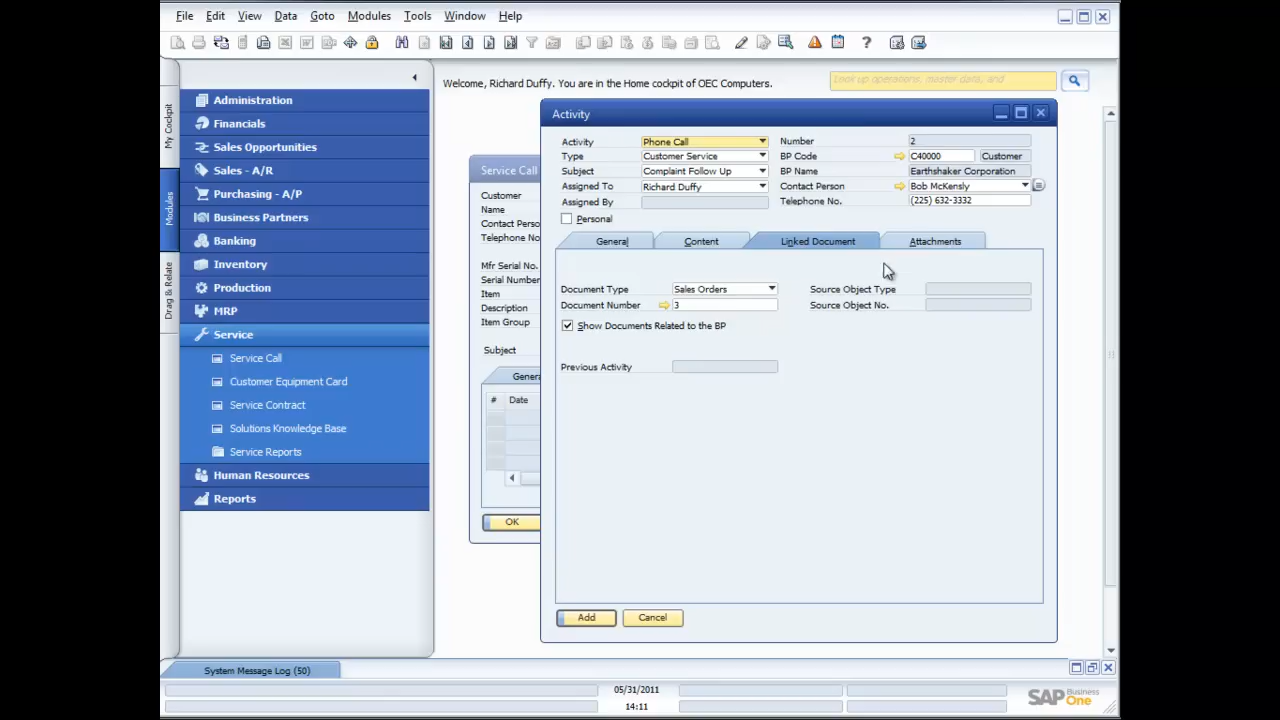 File Edit View Data Goto Modules Tools Window Help
Welcome, Richard Duffy. You are in the Home cockpit of OEC Computers.
Look up operations, master data, and
My Cockpit
Modules
Drag & Relate
Administration
Financials
Sales Opportunities
Sales - A/R
Purchasing - A/P
Business Partners
Banking
Inventory
Production
MRP
Service
Service Call
Customer Equipment Card
Service Contract
Solutions Knowledge Base
Service Reports
Human Resources
Reports
Service Call
Customer
Name
Contact Perso
Telephone No
Mfr Serial No.
Serial Number
Item
Description
Item Group
Subject
Genera
# Date
OK
Activity
Activity Phone Call Number 2
Type Customer Service BP Code C40000 Customer
Subject Complaint Follow Up BP Name Earthshaker Corporation
Assigned To Richard Duffy Contact Person Bob McKensly
Assigned By Telephone No. (225) 632-3332
Personal
General Content Linked Document Attachments
Document Type Sales Orders Source Object Type
Document Number 3 Source Object No.
Show Documents Related to the BP
Previous Activity
Add Cancel
System Message Log (50)
05/31/2011
14:11
SAP Business One